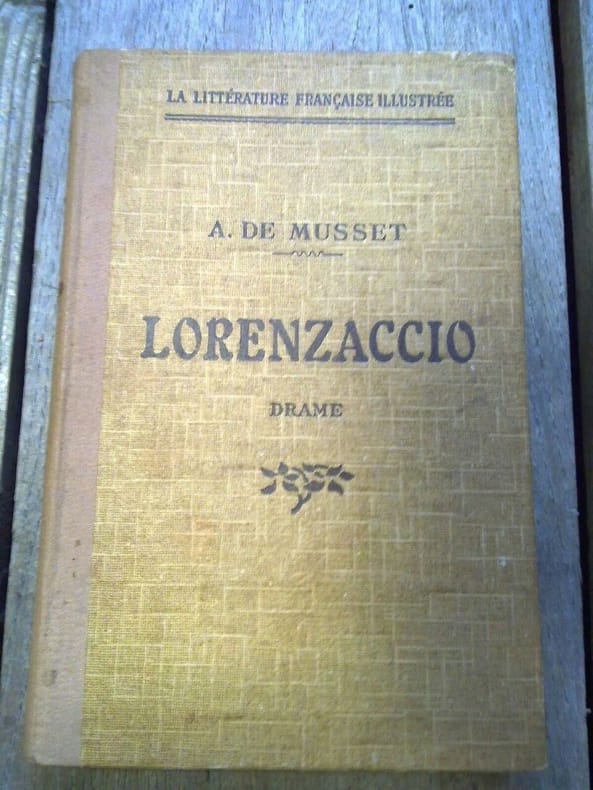 LA LITTÉRATURE FRANÇAISE ILLUSTRÉE
A. DE MUSSET
LORENZACCIO
DRAME